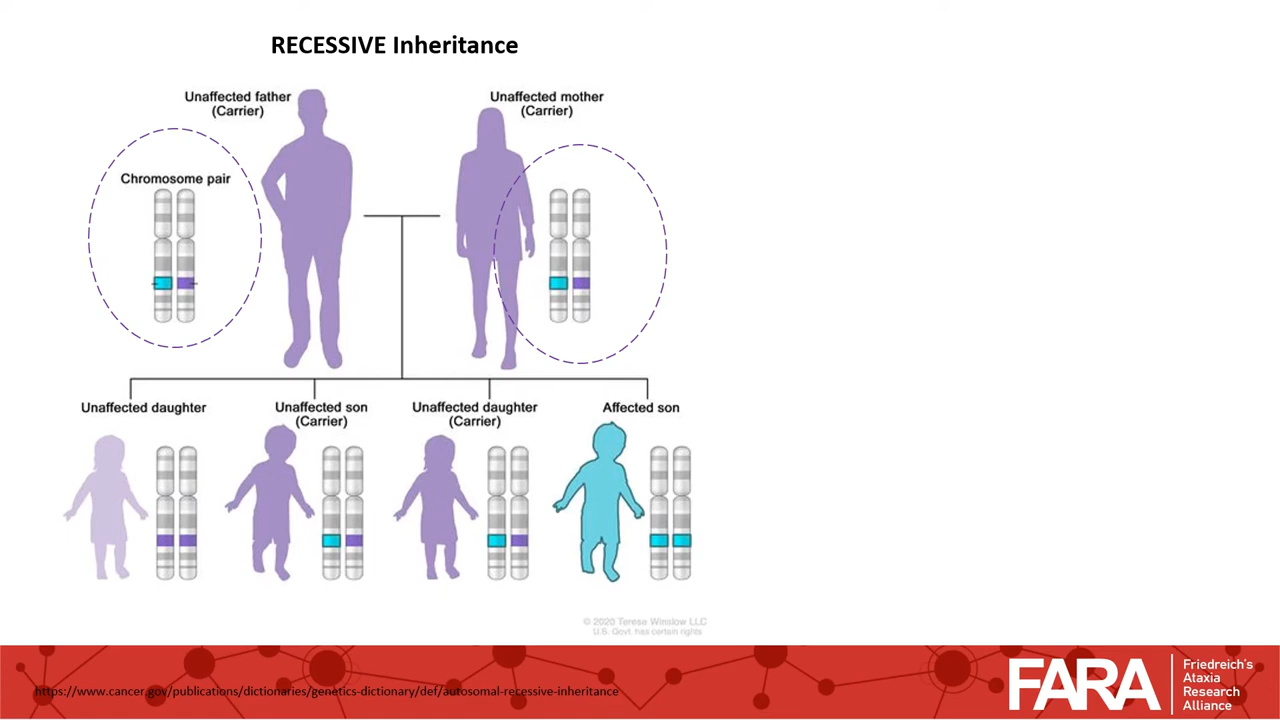 RECESSIVE Inheritance
Unaffected father
(Carrier)
Unaffected mother
(Carrier)
Chromosome pair
Unaffected daughter
Unaffected son
(Carrier)
Unaffected daughter
(Carrier)
Affected son
© 2020 Terese Winslow LLC
U.S. Govt. has certain rights
https://www.cancer.gov/publications/dictionaries/genetics-dictionary/def/autosomal-recessive-inheritance
FARA
Friedreich's
Ataxia
Research
Alliance